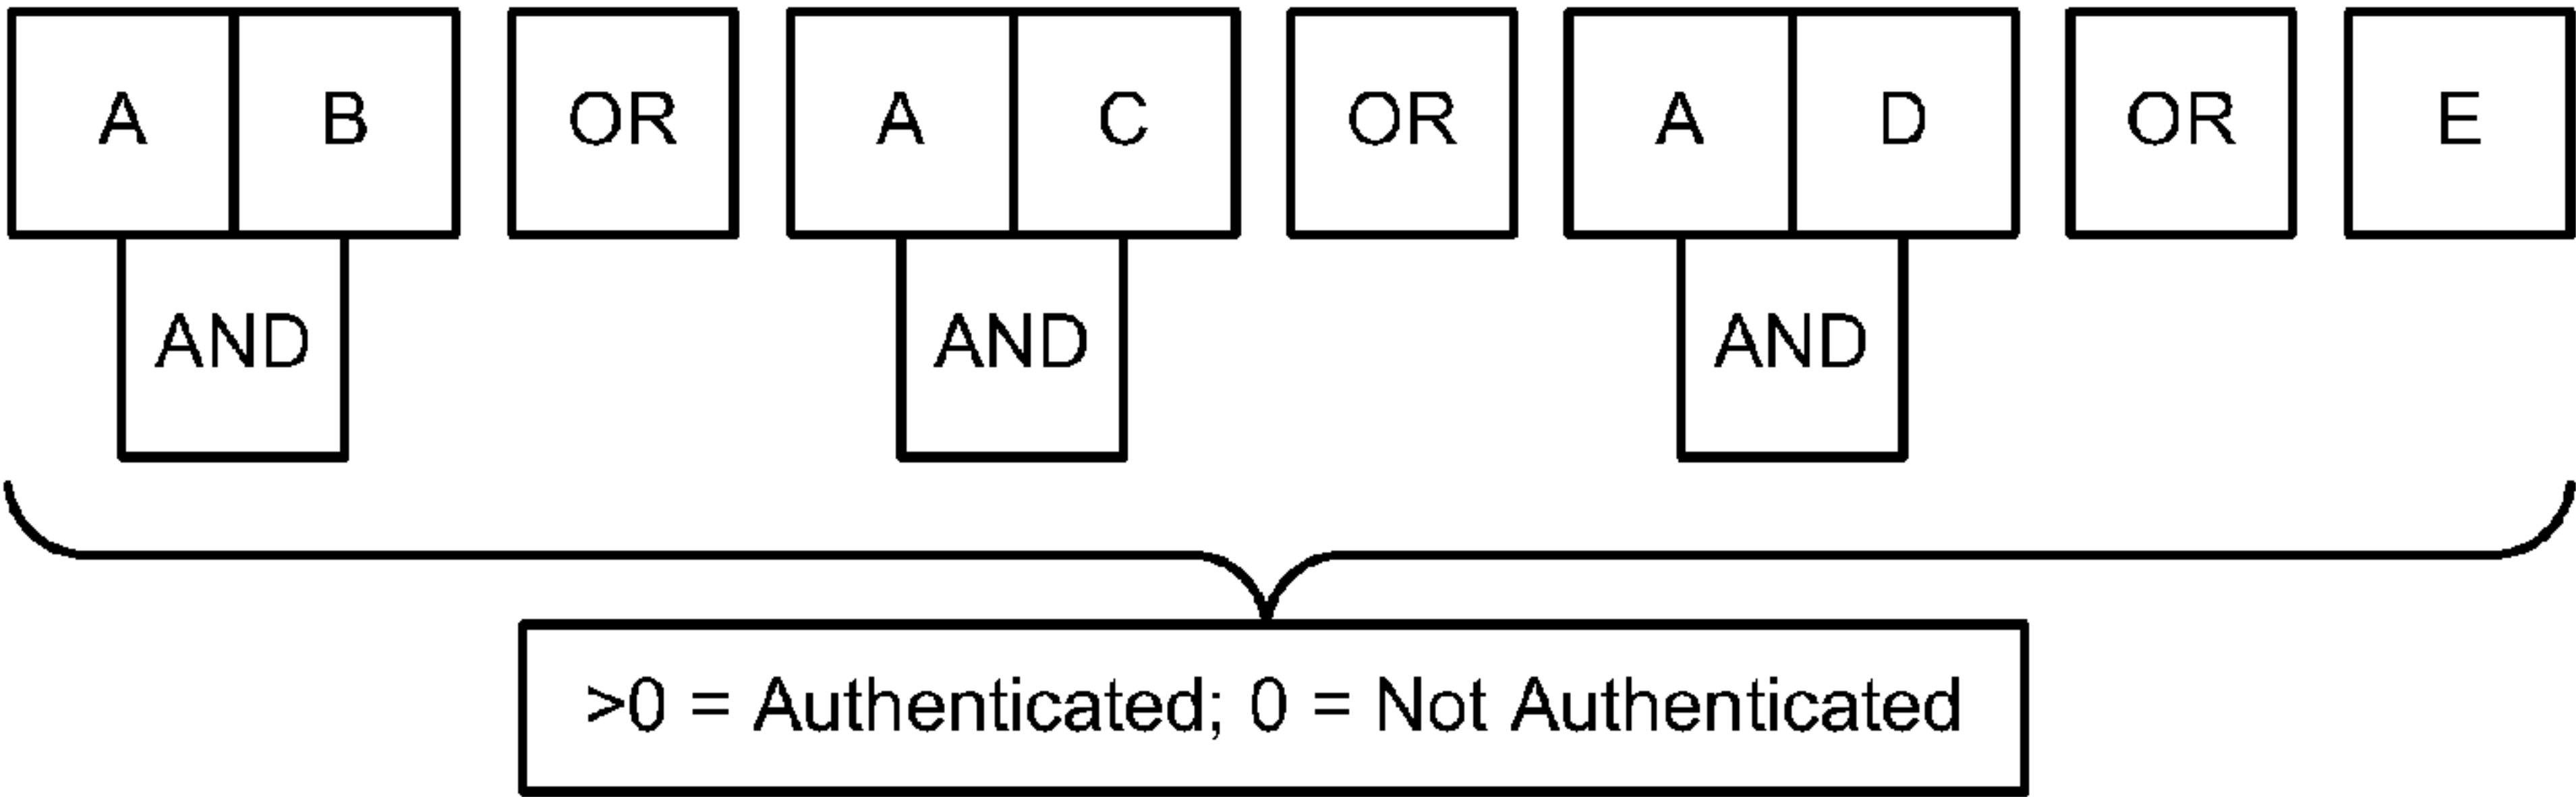 A B OR A C OR A D OR E
AND AND AND
>0 = Authenticated; 0 = Not Authenticated